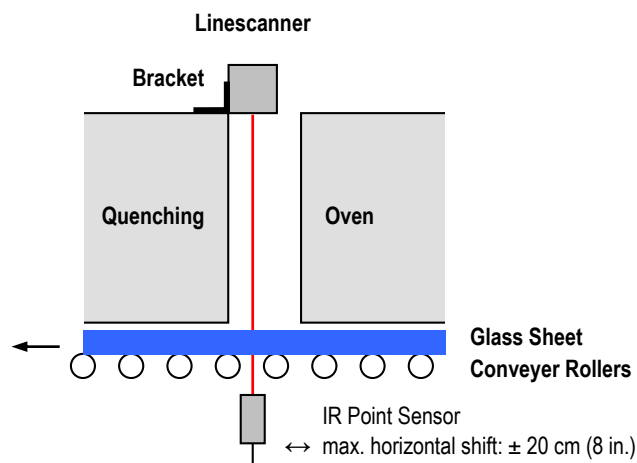 Linescanner
Bracket
Quenching
Oven
Glass Sheet
Conveyer Rollers
IR Point Sensor
↔ max. horizontal shift: ± 20 cm (8 in.)